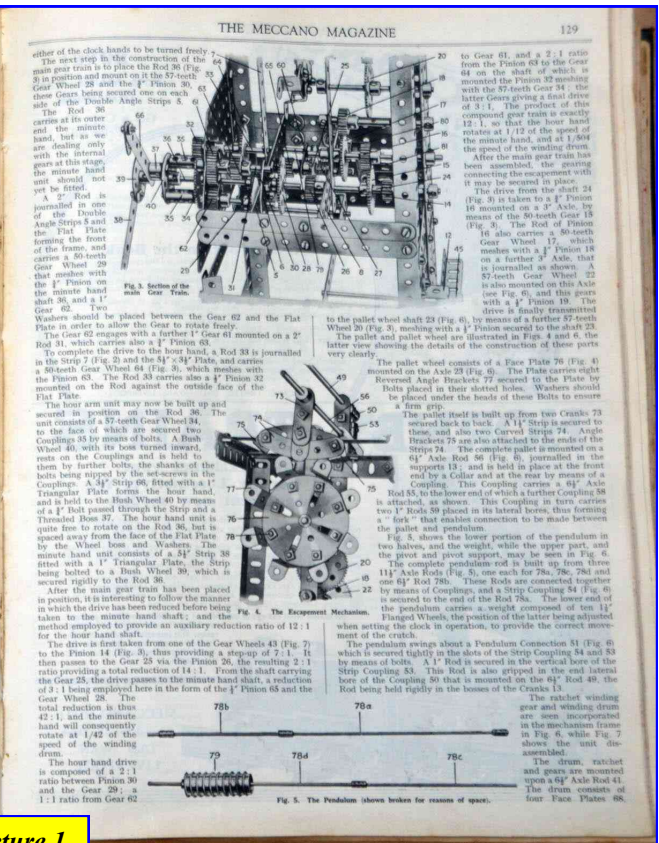 THE MECCANO MAGAZINE
129
either of the clock hands to be turned freely.
The next step in the construction of the
main gear train is to place the Rod 36 (Fig.
3) in position and mount on it the 57-teeth
Gear Wheel 28 and the ½" Pinion 30,
these Gears being secured one on each
side of the Double Angle Strips 5.
The Rod 36
carries at its outer
end the minute
hand, but as we
are dealing only
with the internal
gears at this stage,
the minute hand
unit should not
yet be fitted.
A 2" Rod is
journalled in one
of the Double
Angle Strips 5 and
the Flat Plate
forming the front
of the frame, and
carries a 50-teeth
Gear Wheel 29
that meshes with
the Pinion on
the minute hand
shaft 36, and a 1"
Gear 62. Two
Washers should be placed between the Gear 62 and the Flat
Plate in order to allow the Gear to rotate freely.
The Gear 62 engages with a further 1" Gear 61 mounted on a 2"
Rod 31, which carries also a Pinion 63.
To complete the drive to the hour hand, a Rod 33 is journalled
in the Strip 7 (Fig. 2) and the 5½"×3½" Plate, and carries
a 50-teeth Gear Wheel 64 (Fig. 3), which meshes with
the Pinion 63. The Rod 33 carries also a Pinion 32
mounted on the Rod against the outside face of the
Flat Plate.
The hour arm unit may now be built up and
secured in position on the Rod 36. The
unit consists of a 57-teeth Gear Wheel 34,
to the face of which are secured two
Couplings 35 by means of bolts. A Bush
Wheel 40, with its boss turned inward,
rests on the Couplings and is held to
them by further bolts, the shanks of the
bolts being nipped by the set-screws in the
Couplings. A 3½" Strip 66, fitted with a 1"
Triangular Plate forms the hour hand,
and is held to the Bush Wheel 40 by means
of a Bolt passed through the Strip and a
Threaded Boss 37. The hour hand unit is
quite free to rotate on the Rod 36, but is
spaced away from the face of the Flat Plate
by the Wheel boss and Washers. The
minute hand unit consists of a 5½" Strip 38
fitted with a 1" Triangular Plate, the Strip
being bolted to a Bush Wheel 39, which is
secured rigidly to the Rod 36.
After the main gear train has been placed
in position, it is interesting to follow the manner
in which the drive has been reduced before being
taken to the minute hand shaft; and the
method employed to provide an auxiliary reduction ratio of 12:1
for the hour hand shaft.
The drive is first taken from one of the Gear Wheels 43 (Fig. 7)
to the Pinion 14 (Fig. 3), thus providing a step-up of 7:1. It
then passes to the Gear 25 via the Pinion 26, the resulting 2:1
ratio providing a total reduction of 14:1. From the shaft carrying
the Gear 25, the drive passes to the minute hand shaft, a reduction
of 3:1 being employed here in the form of the ½" Pinion 65 and the
Gear Wheel 28. The
total reduction is thus
42:1, and the minute
hand will consequently
rotate at 1/42 of the
speed of the winding
drum.
The hour hand drive
is composed of a 2:1
ratio between Pinion 30
and the Gear 29; a
1:1 ratio from Gear 62
Fig. 3. Section of the
main Gear Train.
Fig. 4. The Escapement Mechanism.
to Gear 61, and a 2:1 ratio
from the Pinion 63 to the Gear
64 on the shaft of which is
mounted the Pinion 32 meshing
with the 57-teeth Gear 34; the
latter Gears giving a final drive
of 3:1. The product of this
compound gear train is exactly
12:1, so that the hour hand
rotates at 1/12 of the speed of
the minute hand, and at 1/504
the speed of the winding drum.
After the main gear train has
been assembled, the gearing
connecting the escapement with
it may be secured in place.
The drive from the shaft 24
(Fig. 3) is taken to a Pinion
16 mounted on a 3" Axle, by
means of the 50-teeth Gear 15
(Fig. 3). The Rod of Pinion
16 also carries a 50-teeth
Gear Wheel 17, which
meshes with a Pinion 18
on a further 3" Axle, that
is journalled as shown. A
57-teeth Gear Wheel 22
is also mounted on this Axle
(see Fig. 6), and this gears
with a ½" Pinion 19. The
drive is finally transmitted
to the pallet wheel shaft 23 (Fig. 6), by means of a further 57-teeth
Wheel 20 (Fig. 3), meshing with a ½" Pinion secured to the shaft 23.
The pallet and pallet wheel are illustrated in Figs. 4 and 6, the
latter view showing the details of the construction of these parts
very clearly.
The pallet wheel consists of a Face Plate 76 (Fig. 4)
mounted on the Axle 23 (Fig. 6). The Plate carries eight
Reversed Angle Brackets 77 secured to the Plate by
Bolts placed in their slotted holes. Washers should
be placed under the heads of these Bolts to ensure
a firm grip.
The pallet itself is built up from two Cranks 73
secured back to back. A 1½" Strip is secured to
these, and also two Curved Strips 74. Angle
Brackets 75 are also attached to the ends of the
Strips 74. The complete pallet is mounted on a
6½" Axle Rod 56 (Fig. 6), journalled in the
supports 13; and is held in place at the front
end by a Collar and at the rear by means of a
Coupling. This Coupling carries a 6½" Axle
Rod 55, to the lower end of which a further Coupling 58
is attached, as shown. This Coupling in turn carries
two 1" Rods 59 placed in its lateral bores, thus forming
a "fork" that enables connection to be made between
the pallet and pendulum.
Fig. 5, shows the lower portion of the pendulum in
two halves, and the weight, while the upper part, and
the pivot and pivot support, may be seen in Fig. 6.
The complete pendulum rod is built up from three
11½" Axle Rods (Fig. 5), one each for 78a, 78c, 78d and
one 6½" Rod 78b. These Rods are connected together
by means of Couplings, and a Strip Coupling 54 (Fig. 6)
is secured to the end of the Rod 78a. The lower end of
the pendulum carries a weight composed of ten 1½"
Flanged Wheels, the position of the latter being adjusted
when setting the clock in operation, to provide the correct move-
ment of the crutch.
The pendulum swings about a Pendulum Connection 51 (Fig. 6)
which is secured tightly in the slots of the Strip Coupling 54 and 53
by means of bolts. A 1" Rod is secured in the vertical bore of the
Strip Coupling 53. This Rod is also gripped in the end lateral
bore of the Coupling 50 that is mounted on the 6½" Rod 49, the
Rod being held rigidly in the bosses of the Cranks 13.
The ratchet winding
gear and winding drum
are seen incorporated
in the mechanism frame
in Fig. 6, while Fig. 7
shows the unit dis-
assembled.
The drum, ratchet
and gears are mounted
upon a 6½" Axle Rod 41.
The drum consists of
four Face Plates 68,
78b
78a
79
78d
78c
Fig. 5. The Pendulum (shown broken for reasons of space).